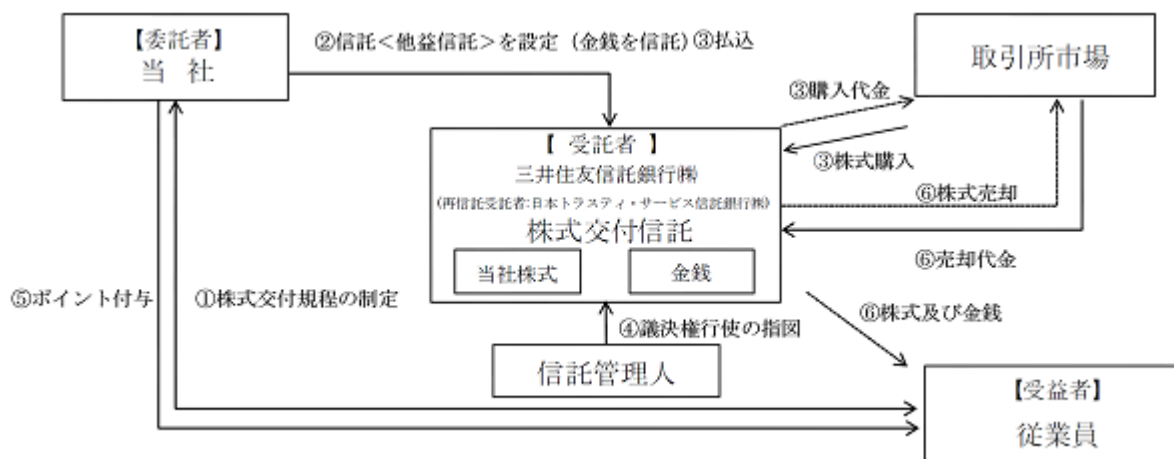 【委託者】
当 社
②信託＜他益信託＞を設定（金銭を信託）③払込
取引所市場
③購入代金
③株式購入
【 受託者 】
三井住友信託銀行㈱
(再信託受託者:日本トラスティ・サービス信託銀行㈱)
株式交付信託
当社株式
金銭
⑥株式売却
⑥売却代金
⑤ポイント付与
①株式交付規程の制定
④議決権行使の指図
⑥株式及び金銭
信託管理人
【受益者】
従業員